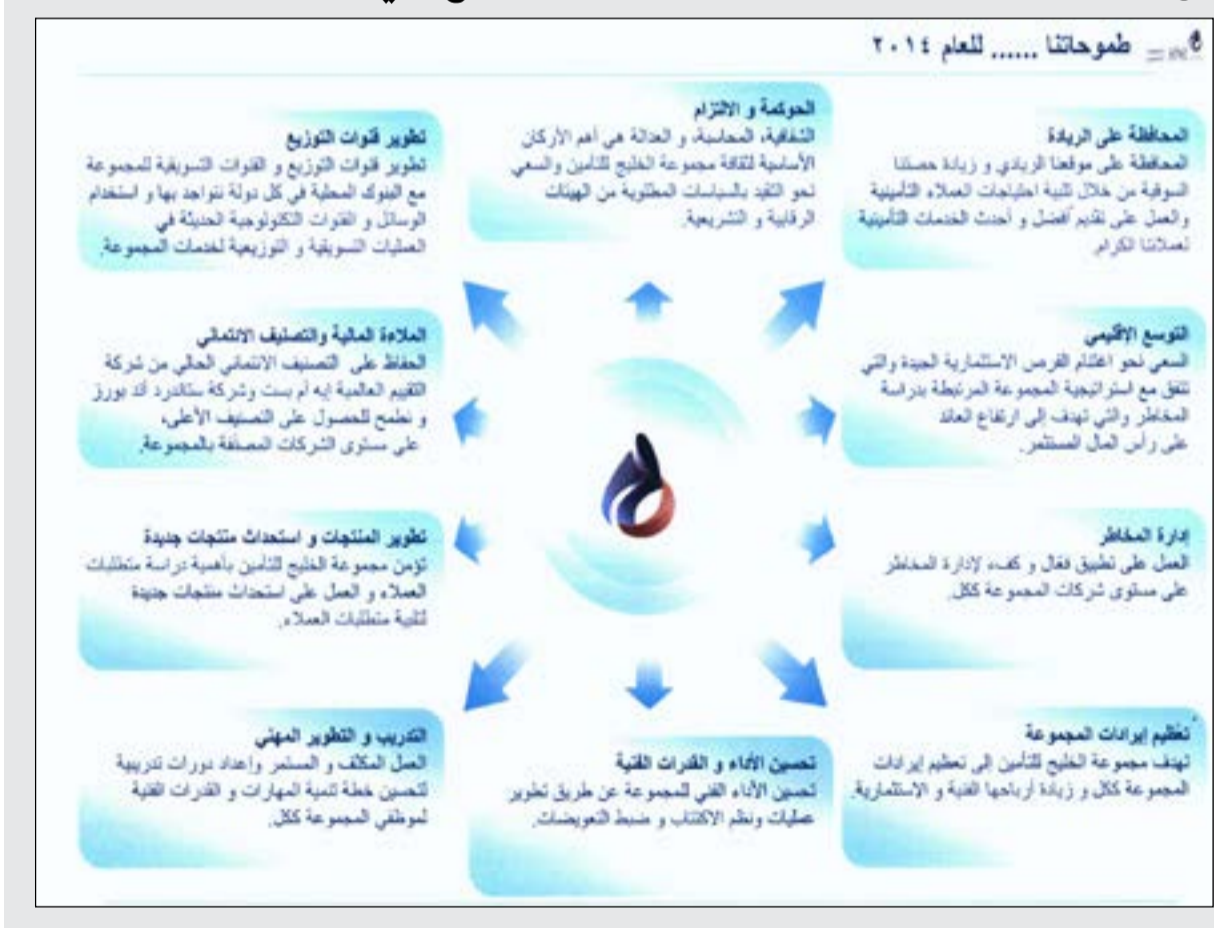 طموحاتنا ...... للعام ٢٠١٤
المحافظة على الريادة
المحافظة على موقعنا الريادي و زيادة حصتنا
السوقية من خلال تلبية احتياجات العملاء التأمينية
والعمل على تقديم أفضل و أحدث الخدمات التأمينية
لعملائنا الكرام.
الحوكمة و الالتزام
الشفافية، المحاسبة، و العدالة هي أهم الأركان
الأساسية لثقافة مجموعة الخليج للتأمين والسعي
نحو التقيد بالسياسات المطلوبة من الهيئات
الرقابية و التشريعية.
تطوير قنوات التوزيع
تطوير قنوات التوزيع و القنوات التسويقية للمجموعة
مع البنوك المحلية في كل دولة نتواجد بها و استخدام
الوسائل و القنوات التكنولوجية الحديثة في
العمليات التسويقية و التوزيعية لخدمات المجموعة.
التوسع الإقليمي
السعي نحو اغتنام الفرص الاستثمارية الجيدة والتي
تتفق مع استراتيجية المجموعة المرتبطة بدراسة
المخاطر والتي تهدف إلى ارتفاع العائد
على رأس المال المستثمر.
الملاءة المالية والتصنيف الائتماني
الحفاظ على التصنيف الائتماني الحالي من شركة
التقييم العالمية إيه أم بست وشركة ستاندرد أند بورز
و نطمح للحصول على التصنيف الأعلى،
على مستوى الشركات المصنفة بالمجموعة.
إدارة المخاطر
العمل على تطبيق فعّال و كفء لإدارة المخاطر
على مستوى شركات المجموعة ككل.
تطوير المنتجات و استحداث منتجات جديدة
تؤمن مجموعة الخليج للتأمين بأهمية دراسة متطلبات
العملاء و العمل على استحداث منتجات جديدة
لتلبية متطلبات العملاء.
تعظيم إيرادات المجموعة
تهدف مجموعة الخليج للتأمين إلى تعظيم إيرادات
المجموعة ككل و زيادة أرباحها الفنية و الاستثمارية.
تحسين الأداء و القدرات الفنية
تحسين الأداء الفني للمجموعة عن طريق تطوير
عمليات ونظم الاكتتاب و ضبط التعويضات.
التدريب و التطوير المهني
العمل المكثف و المستمر وإعداد دورات تدريبية
لتحسين خطة تنمية المهارات و القدرات الفنية
لموظفي المجموعة ككل.